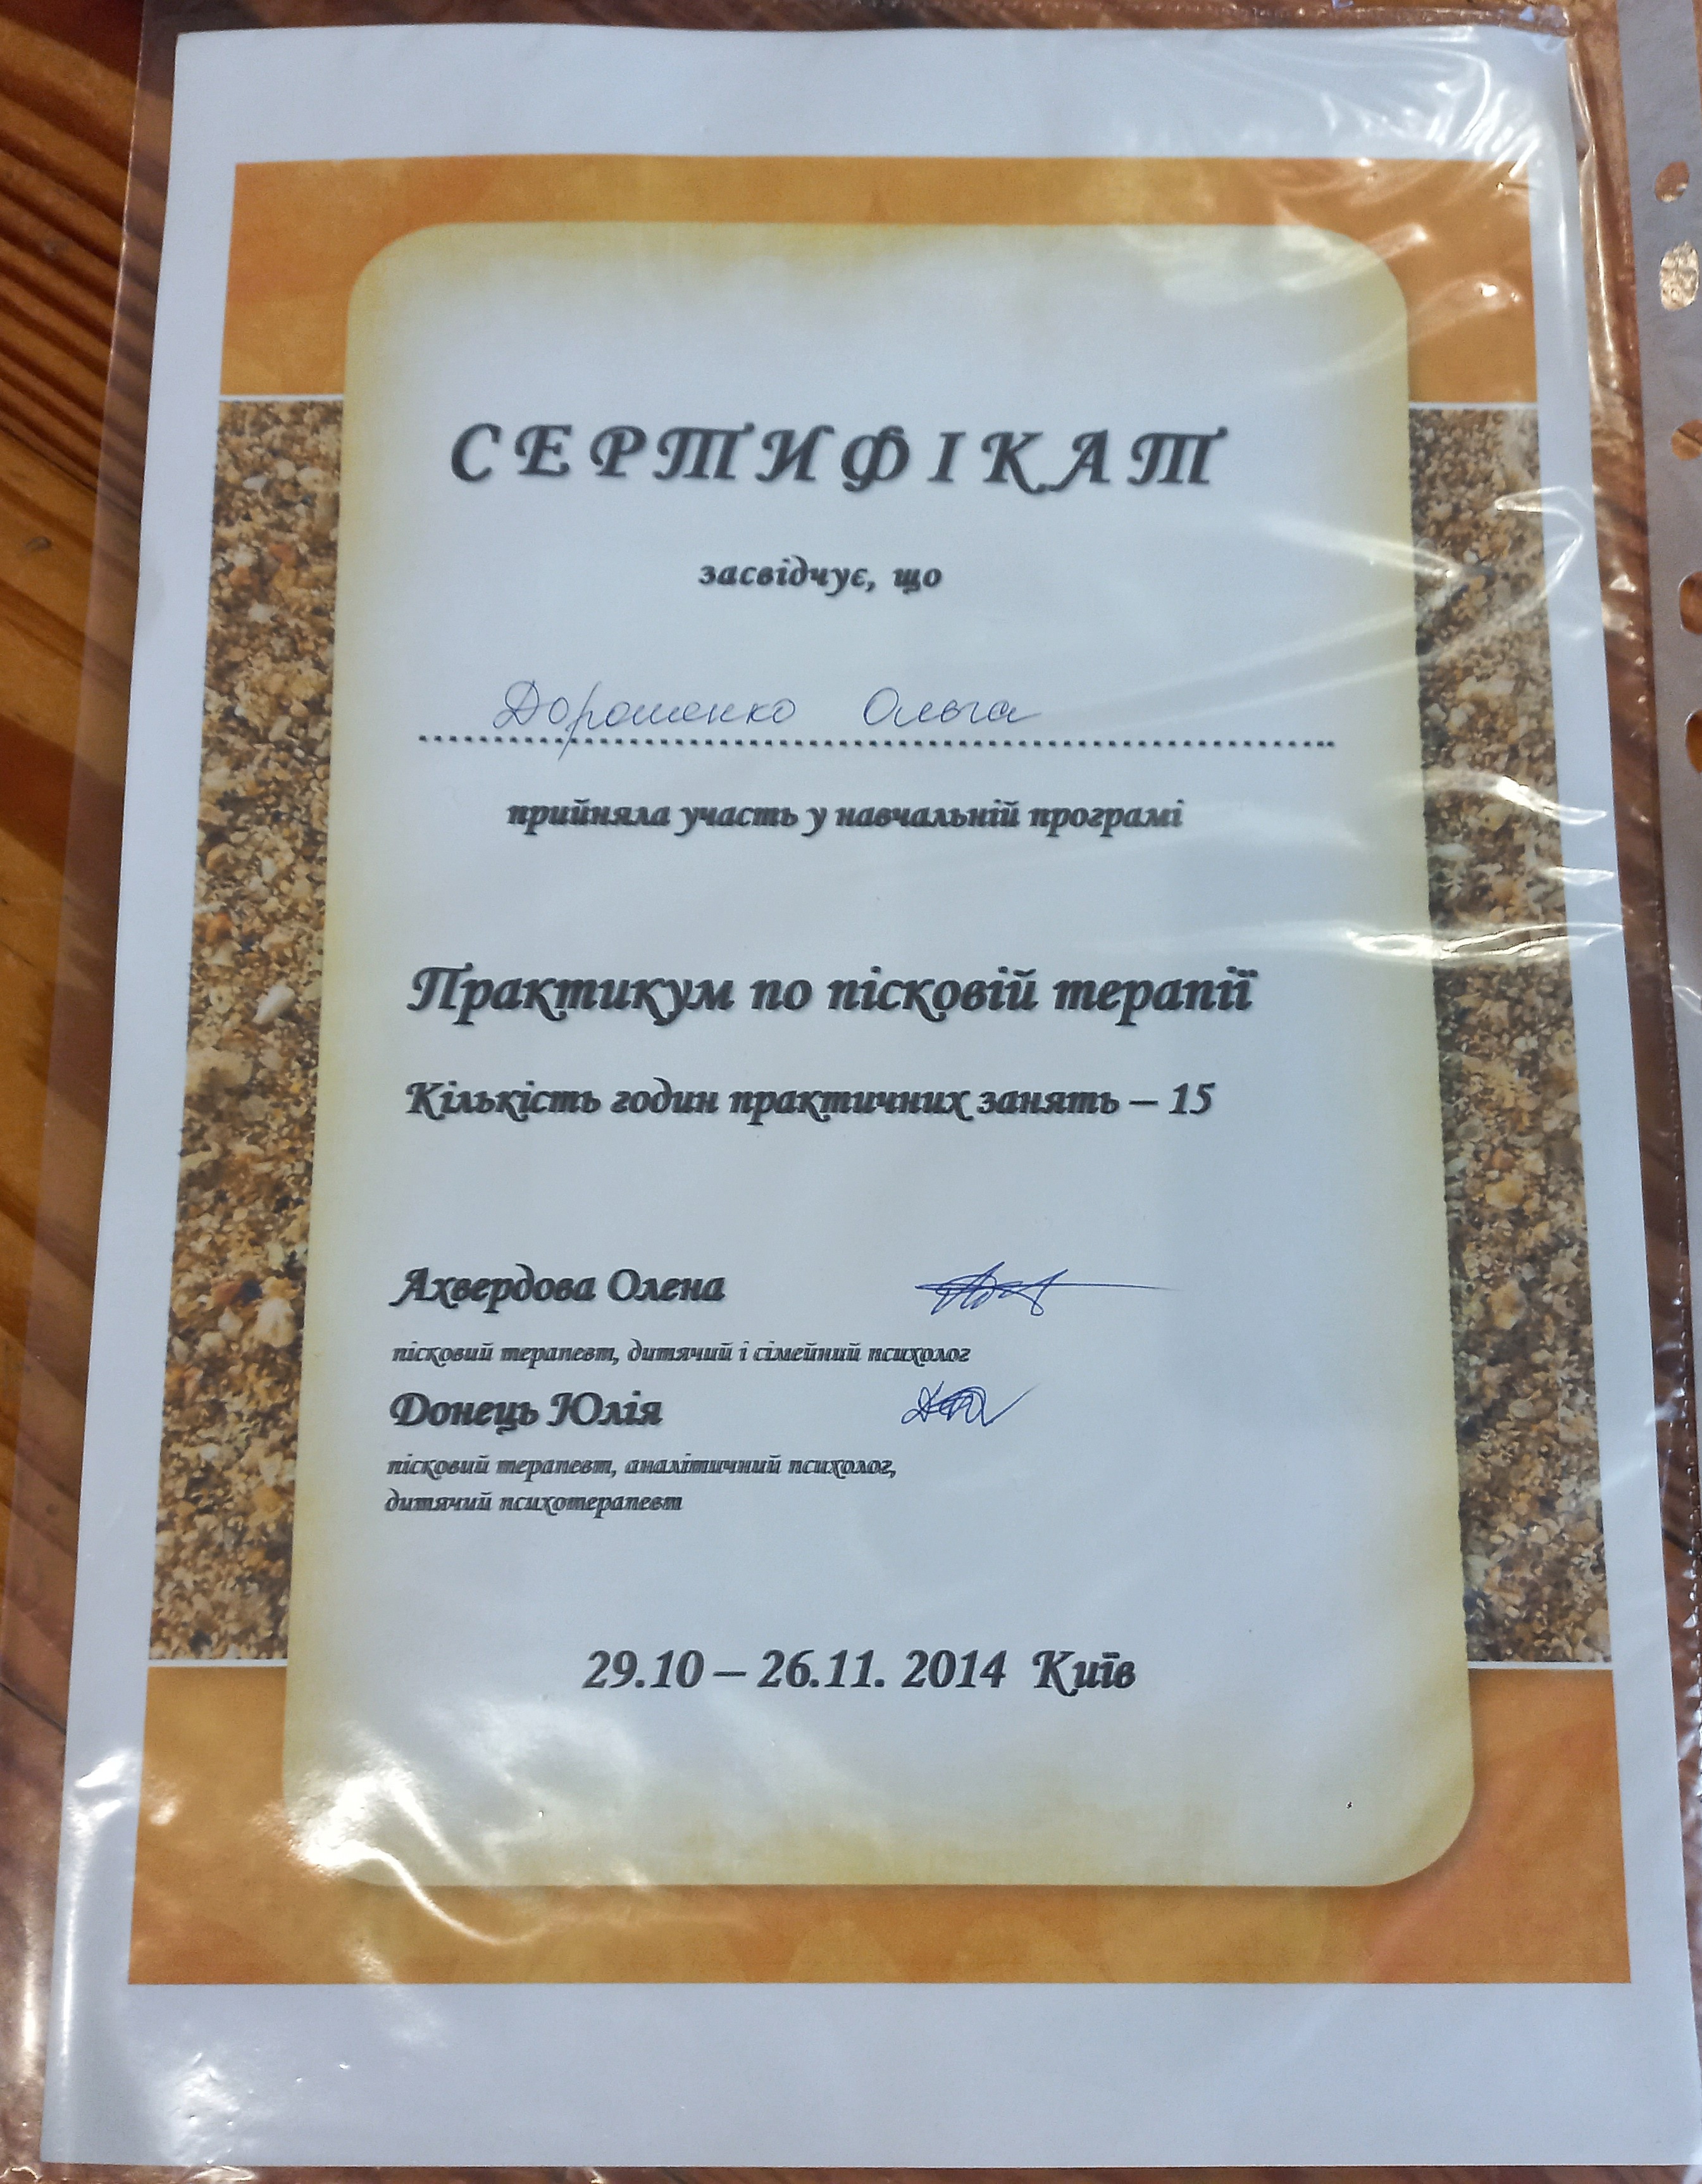 СЕРТИФІКАТ
засвідчує, що
Дорошенко Ольга
прийняла участь у навчальній програмі
Практикум по пісковій терапії
Кількість годин практичних занять – 15
Ахвердова Олена
пісковий терапевт, дитячий і сімейний психолог
Донець Юлія
пісковий терапевт, аналітичний психолог,
дитячий психотерапевт
29.10 – 26.11. 2014 Київ